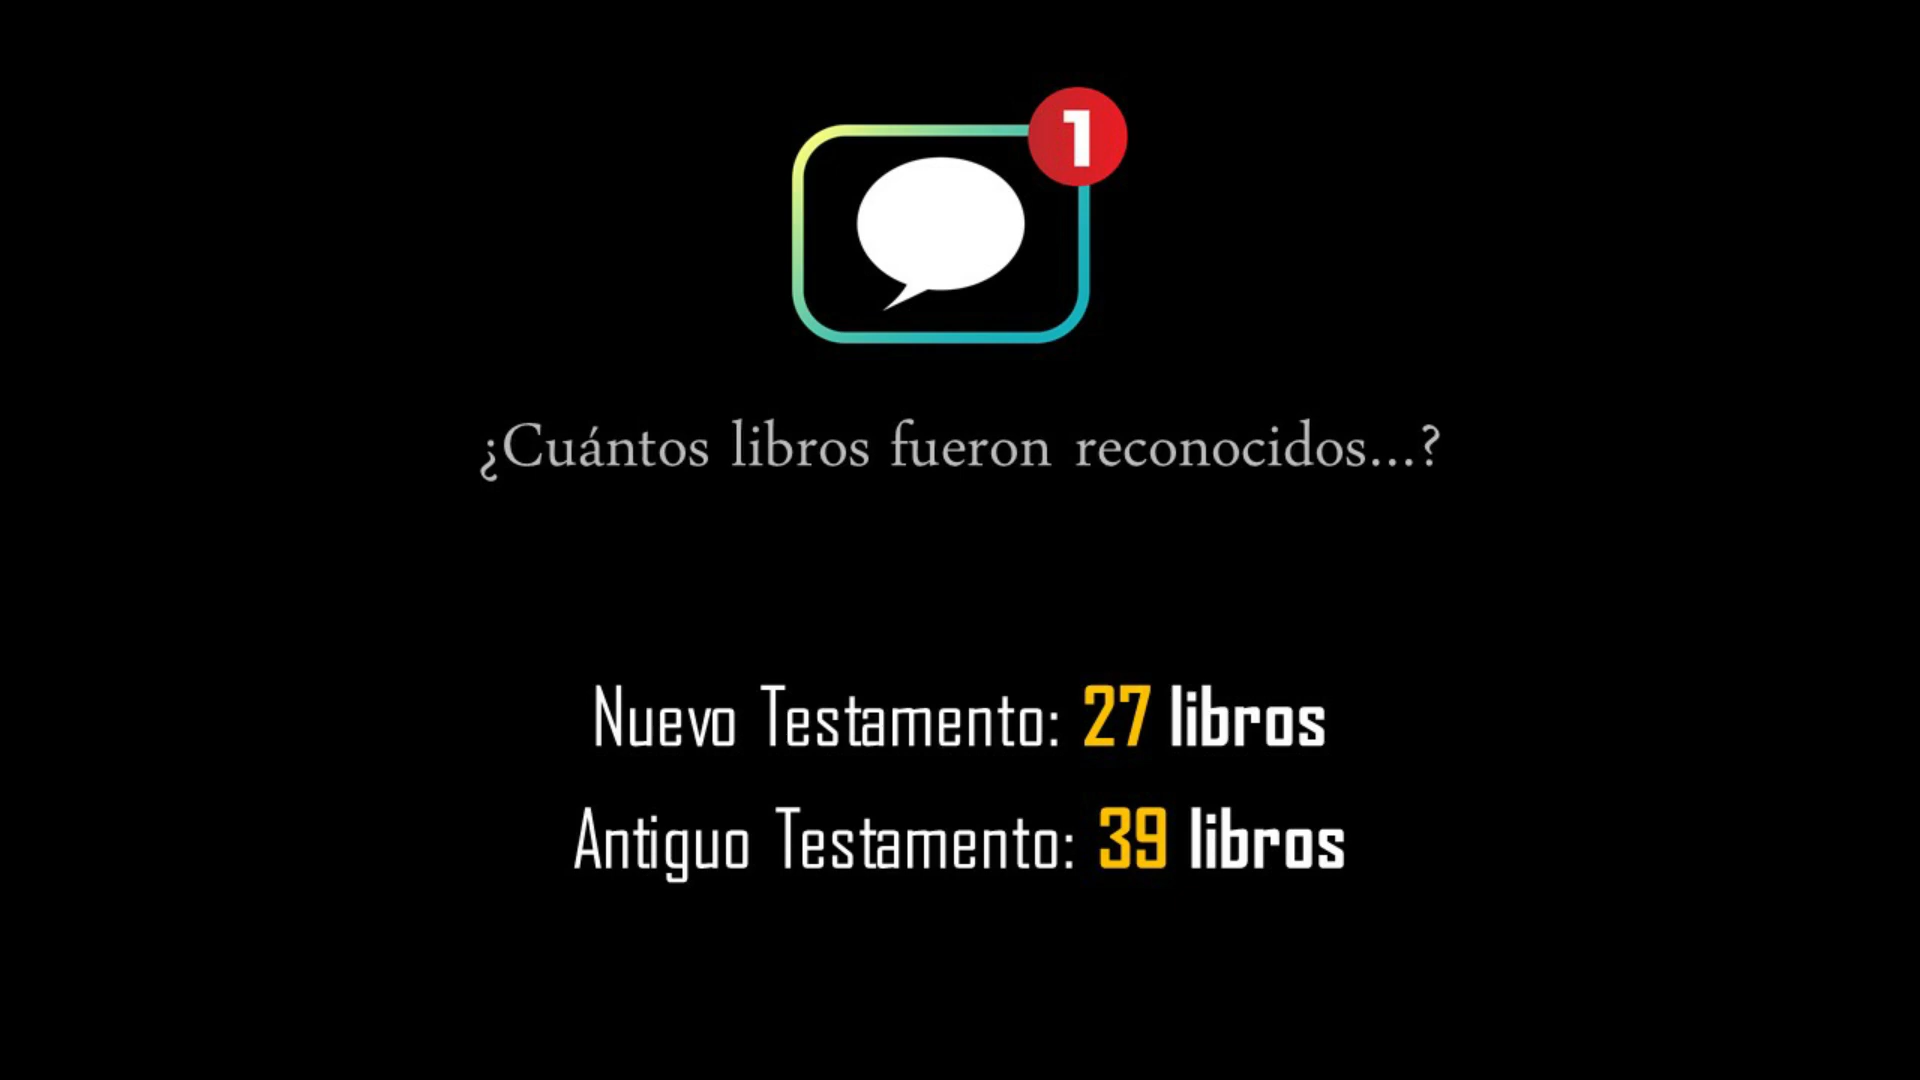 1
¿Cuántos libros fueron reconocidos...?
Nuevo Testamento: 27 libros
Antiguo Testamento: 39 libros